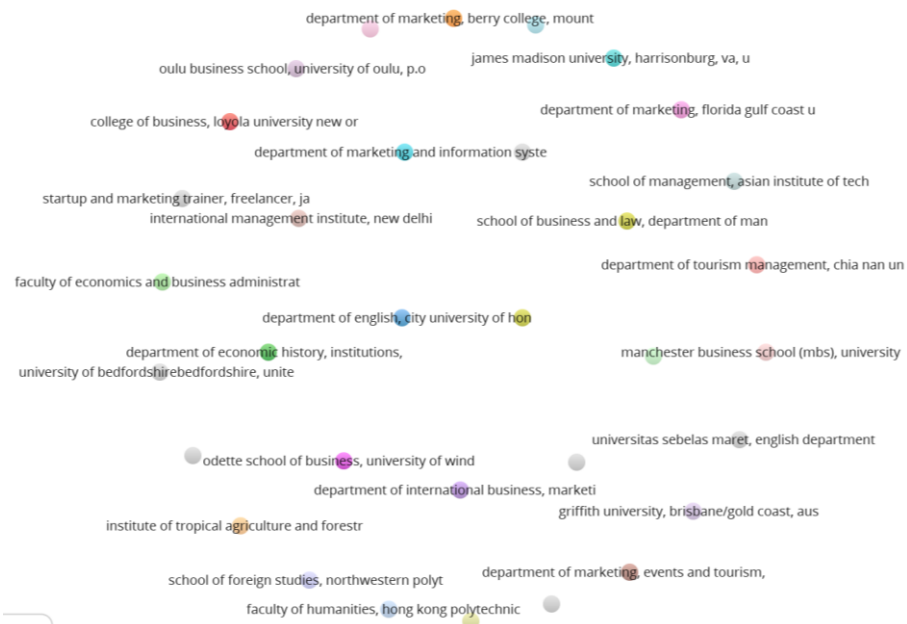 department of marketing, berry college, mount
james madison university, harrisonburg, va, u
oulu business school, university of oulu, p.o
department of marketing, florida gulf coast u
college of business, loyola university new or
department of marketing and information syste
school of management, asian institute of tech
startup and marketing trainer, freelancer, ja
international management institute, new delhi
school of business and law, department of man
department of tourism management, chia nan un
faculty of economics and business administrat
department of english, city university of hon
department of economic history, institutions,
manchester business school (mbs), university
university of bedfordshirebedfordshire, unite
universitas sebelas maret, english department
odette school of business, university of wind
department of international business, marketi
griffith university, brisbane/gold coast, aus
institute of tropical agriculture and forestr
department of marketing, events and tourism,
school of foreign studies, northwestern polyt
faculty of humanities, hong kong polytechnic